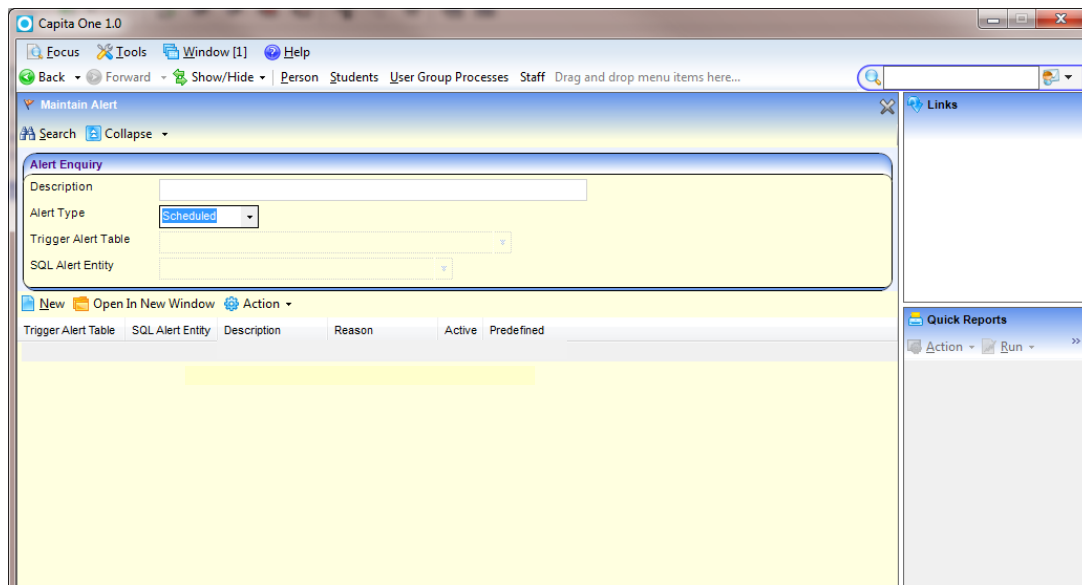 Capita One 1.0
Focus Tools Window [1] Help
Back Forward Show/Hide Person Students User Group Processes Staff Drag and drop menu items here...
Maintain Alert
Links
Search Collapse
Alert Enquiry
Description
Alert Type Scheduled
Trigger Alert Table
SQL Alert Entity
New Open In New Window Action
Quick Reports
Trigger Alert Table SQL Alert Entity Description Reason Active Predefined
Action Run »